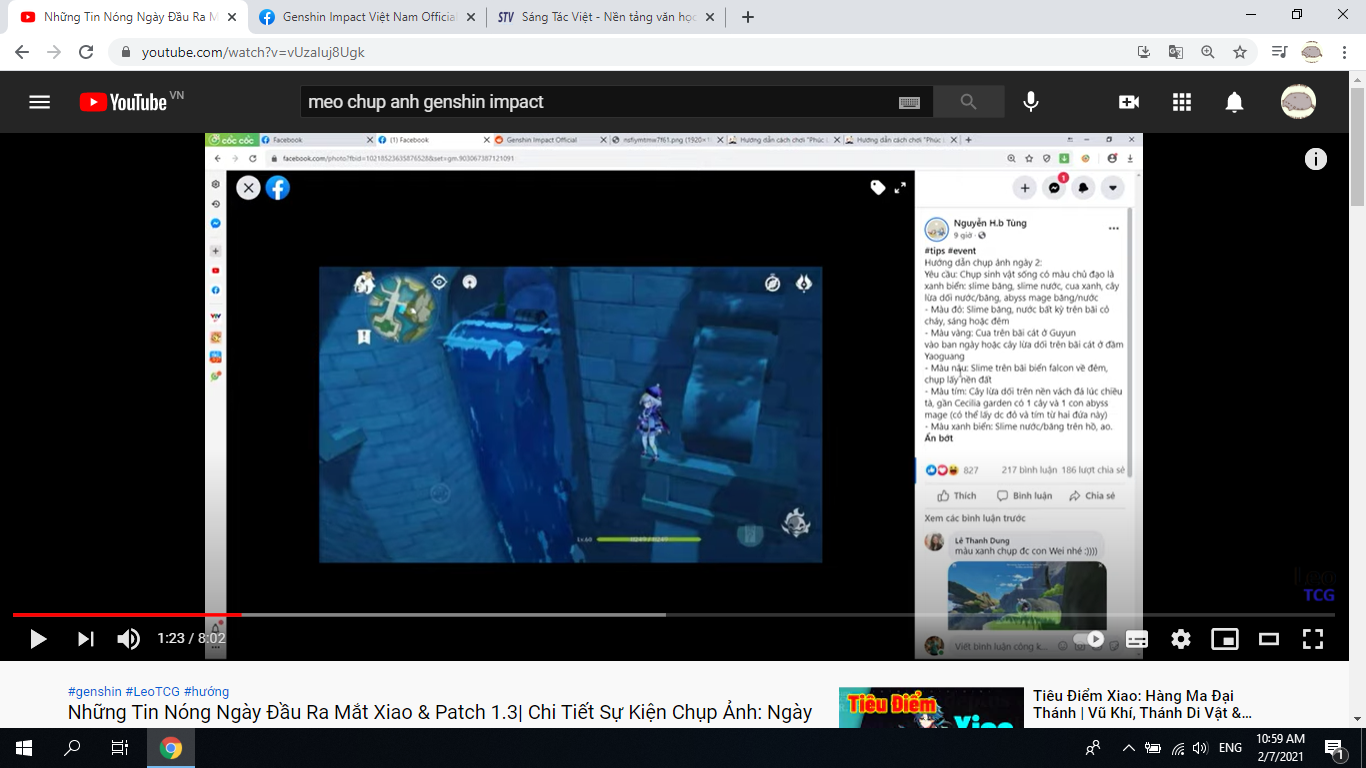 Những Tin Nóng Ngày Đầu Ra M
Genshin Impact Việt Nam Official
STV Sáng Tác Việt - Nền tảng văn học
youtube.com/watch?v=vUzaluj8Ugk
YouTube VN
meo chup anh genshin impact
cốc cốc
Facebook
(1) Facebook
Genshin Impact Official
Hướng dẫn cách chơi "Phúc
Hướng dẫn cách chơi "Phúc
facebook.com/photo?fbid=10218523635876528&set=gm.903067387121091
1
Nguyễn H.b Tùng
9 giờ
#tips #event
Hướng dẫn chụp ảnh ngày 2:
Yêu cầu: Chụp sinh vật sống có màu chủ đạo là
xanh biển: slime băng, slime nước, cua xanh, cây
lừa dối nước/băng, abyss mage băng/nước
- Màu đỏ: Slime băng, nước bất kỳ trên bãi cỏ
cháy, sáng hoặc đêm
- Màu vàng: Cua trên bãi cát ở Guyun
vào ban ngày hoặc cây lừa dối trên bãi cát ở đầm
Yaoguang
- Màu nâu: Slime trên bãi biển falcon về đêm,
chụp lấy nền đất
- Màu tím: Cây lừa dối trên nền vách đá lúc chiều
tà, gần Cecilia garden có 1 cây và 1 con abyss
mage (có thể lấy dc đỏ và tím từ hai đứa này)
- Màu xanh biển: Slime nước/băng trên hồ, ao.
Ẩn bớt
827
217 bình luận 186 lượt chia sẻ
Thích
Bình luận
Chia sẻ
Xem các bình luận trước
Lê Thanh Dung
màu xanh chụp đc con Wei nhé :))))
Viết bình luận công k...
Lv.60
Leo
TCG
1:23 / 8:02
#genshin #LeoTCG #hướng
Những Tin Nóng Ngày Đầu Ra Mắt Xiao & Patch 1.3| Chi Tiết Sự Kiện Chụp Ảnh: Ngày
Tiêu Điểm
Xiao
Tiêu Điểm Xiao: Hàng Ma Đại
Thánh | Vũ Khí, Thánh Di Vật &...
ENG
10:59 AM
2/7/2021
1